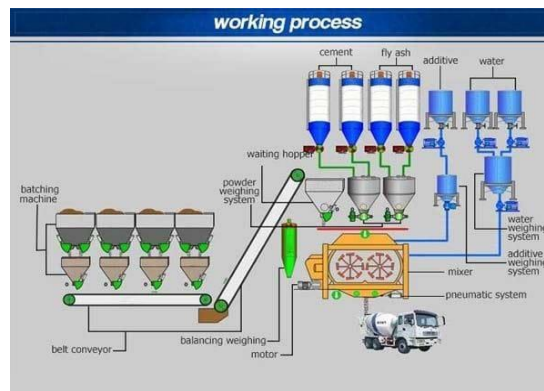 working process
cement
fly ash
additive
water
waiting hopper
powder
weighing
system
batching
machine
water
weighing
system
additive
weighing
system
mixer
pneumatic system
balancing weighing
motor
belt conveyor